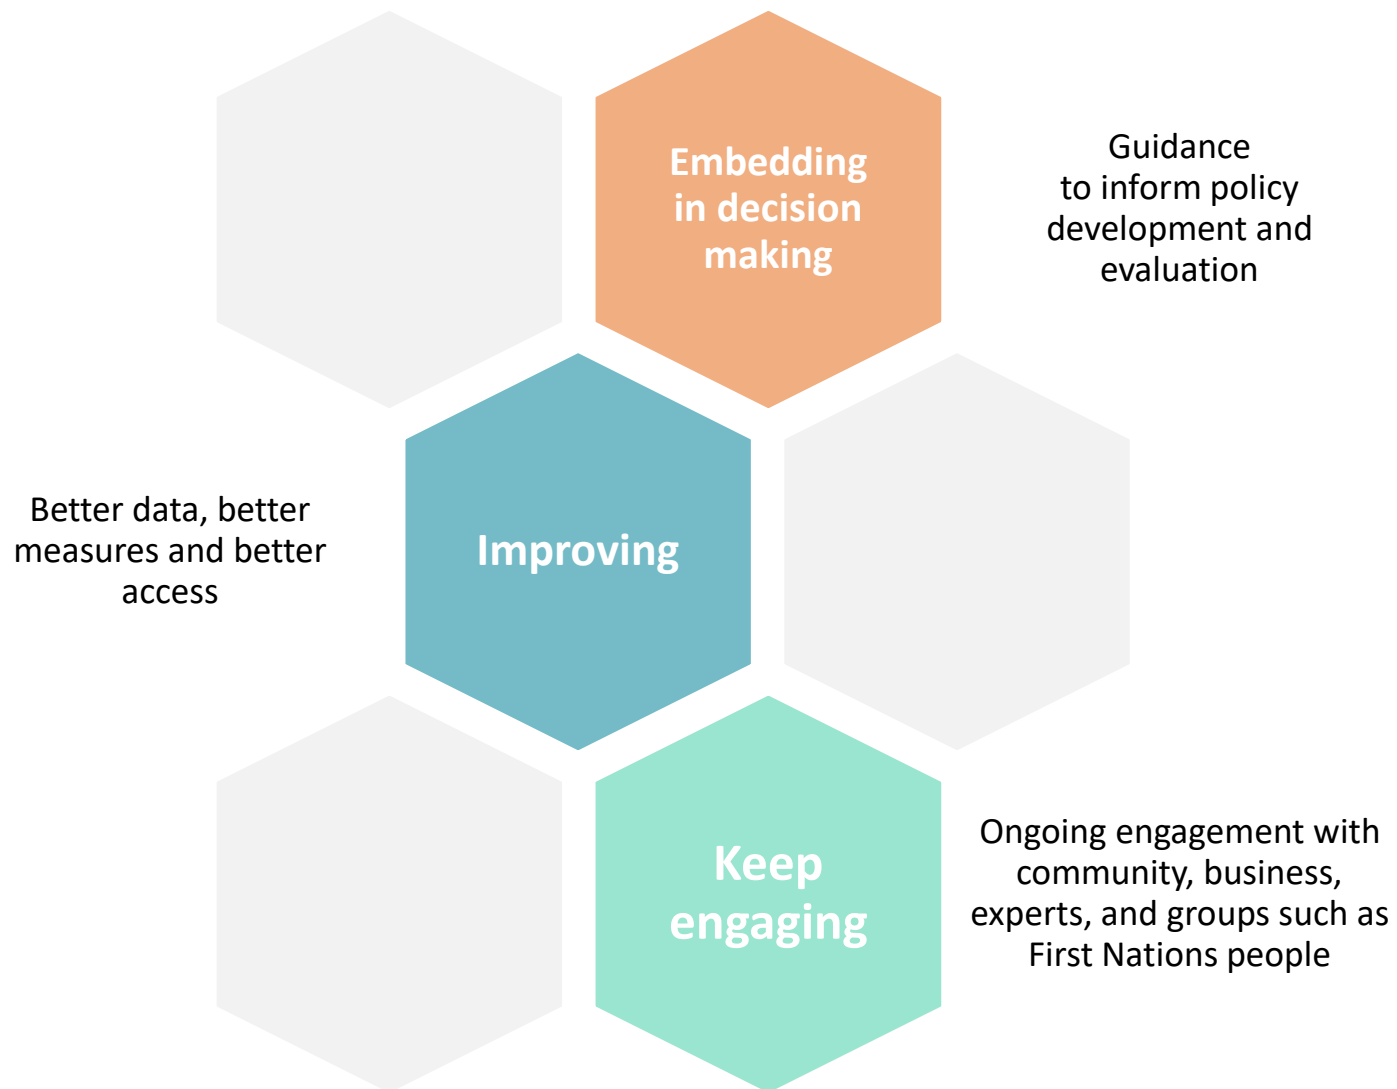 Embedding
in decision
making
Guidance
to inform policy
development and
evaluation
Better data, better
measures and better
access
Improving
Keep
engaging
Ongoing engagement with
community, business,
experts, and groups such as
First Nations people